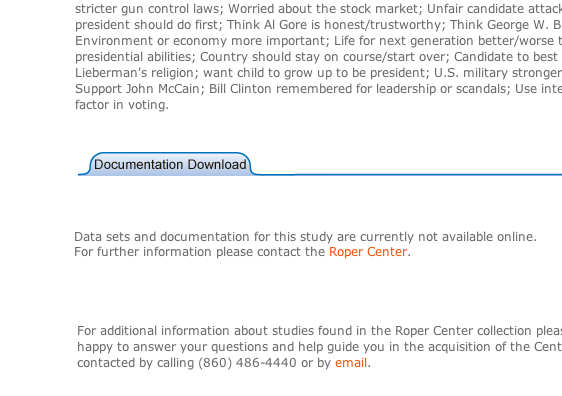 stricter gun control laws; Worried about the stock market; Unfair candidate
president should do first; Think Al Gore is honest/trustworthy; Think George W.
Environment or economy more important; Life for next generation better/worse
presidential abilities; Country should stay on course/start over; Candidate to best
Lieberman's religion; want child to grow up to be president; U.S. military stronger
Support John McCain; Bill Clinton remembered for leadership or scandals; Use
factor in voting.
Documentation Download
Data sets and documentation for this study are currently not available online.
For further information please contact the Roper Center.
For additional information about studies found in the Roper Center collection
happy to answer your questions and help guide you in the acquisition of the
contacted by calling (860) 486-4440 or by email.